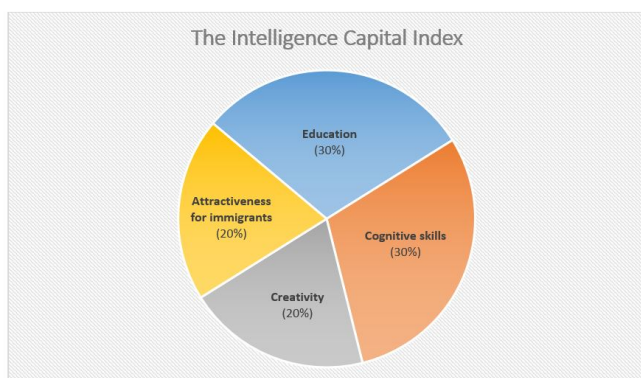 The Intelligence Capital Index
Education
(30%)
Attractiveness
for immigrants
(20%)
Cognitive skills
(30%)
Creativity
(20%)